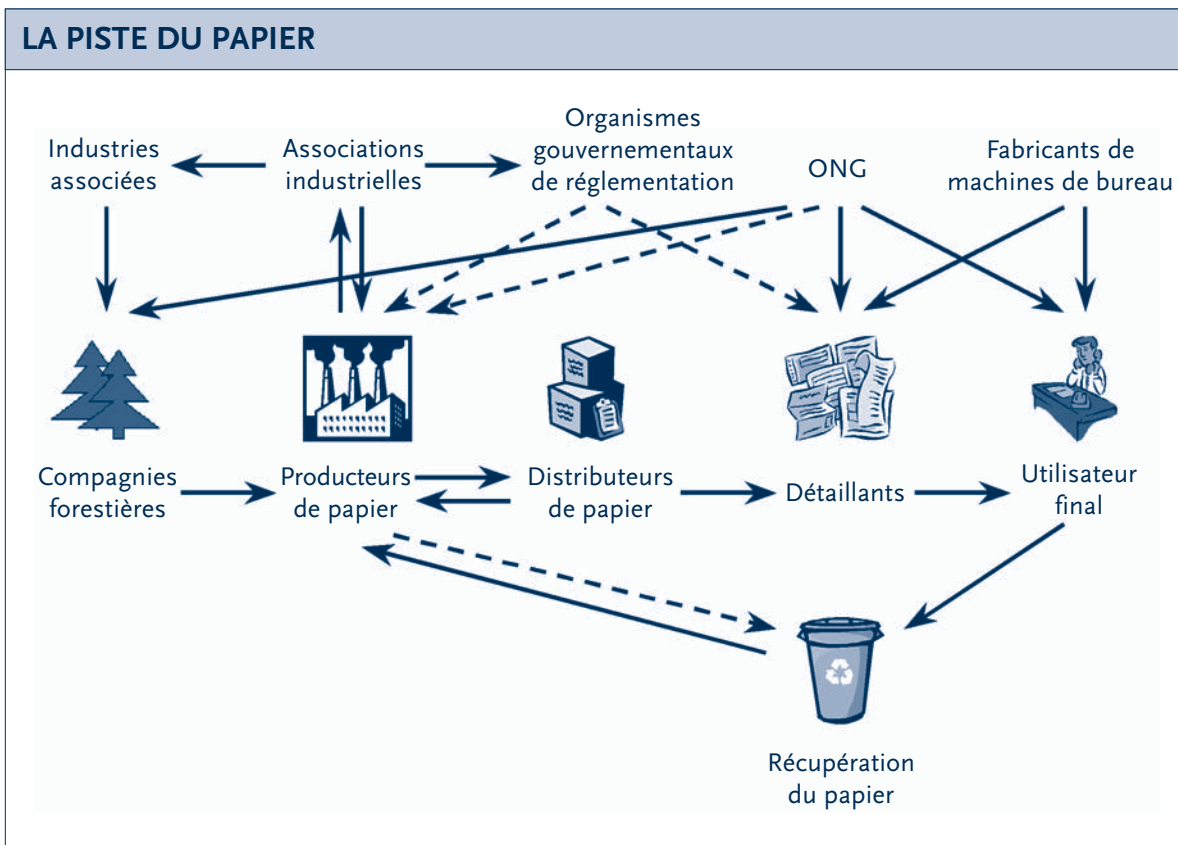 LA PISTE DU PAPIER
Industries
associées
Associations
industrielles
Organismes
gouvernementaux
de réglementation
ONG
Fabricants de
machines de bureau
Compagnies
forestières
Producteurs
de papier
Distributeurs
de papier
Détaillants
Utilisateur
final
Récupération
du papier